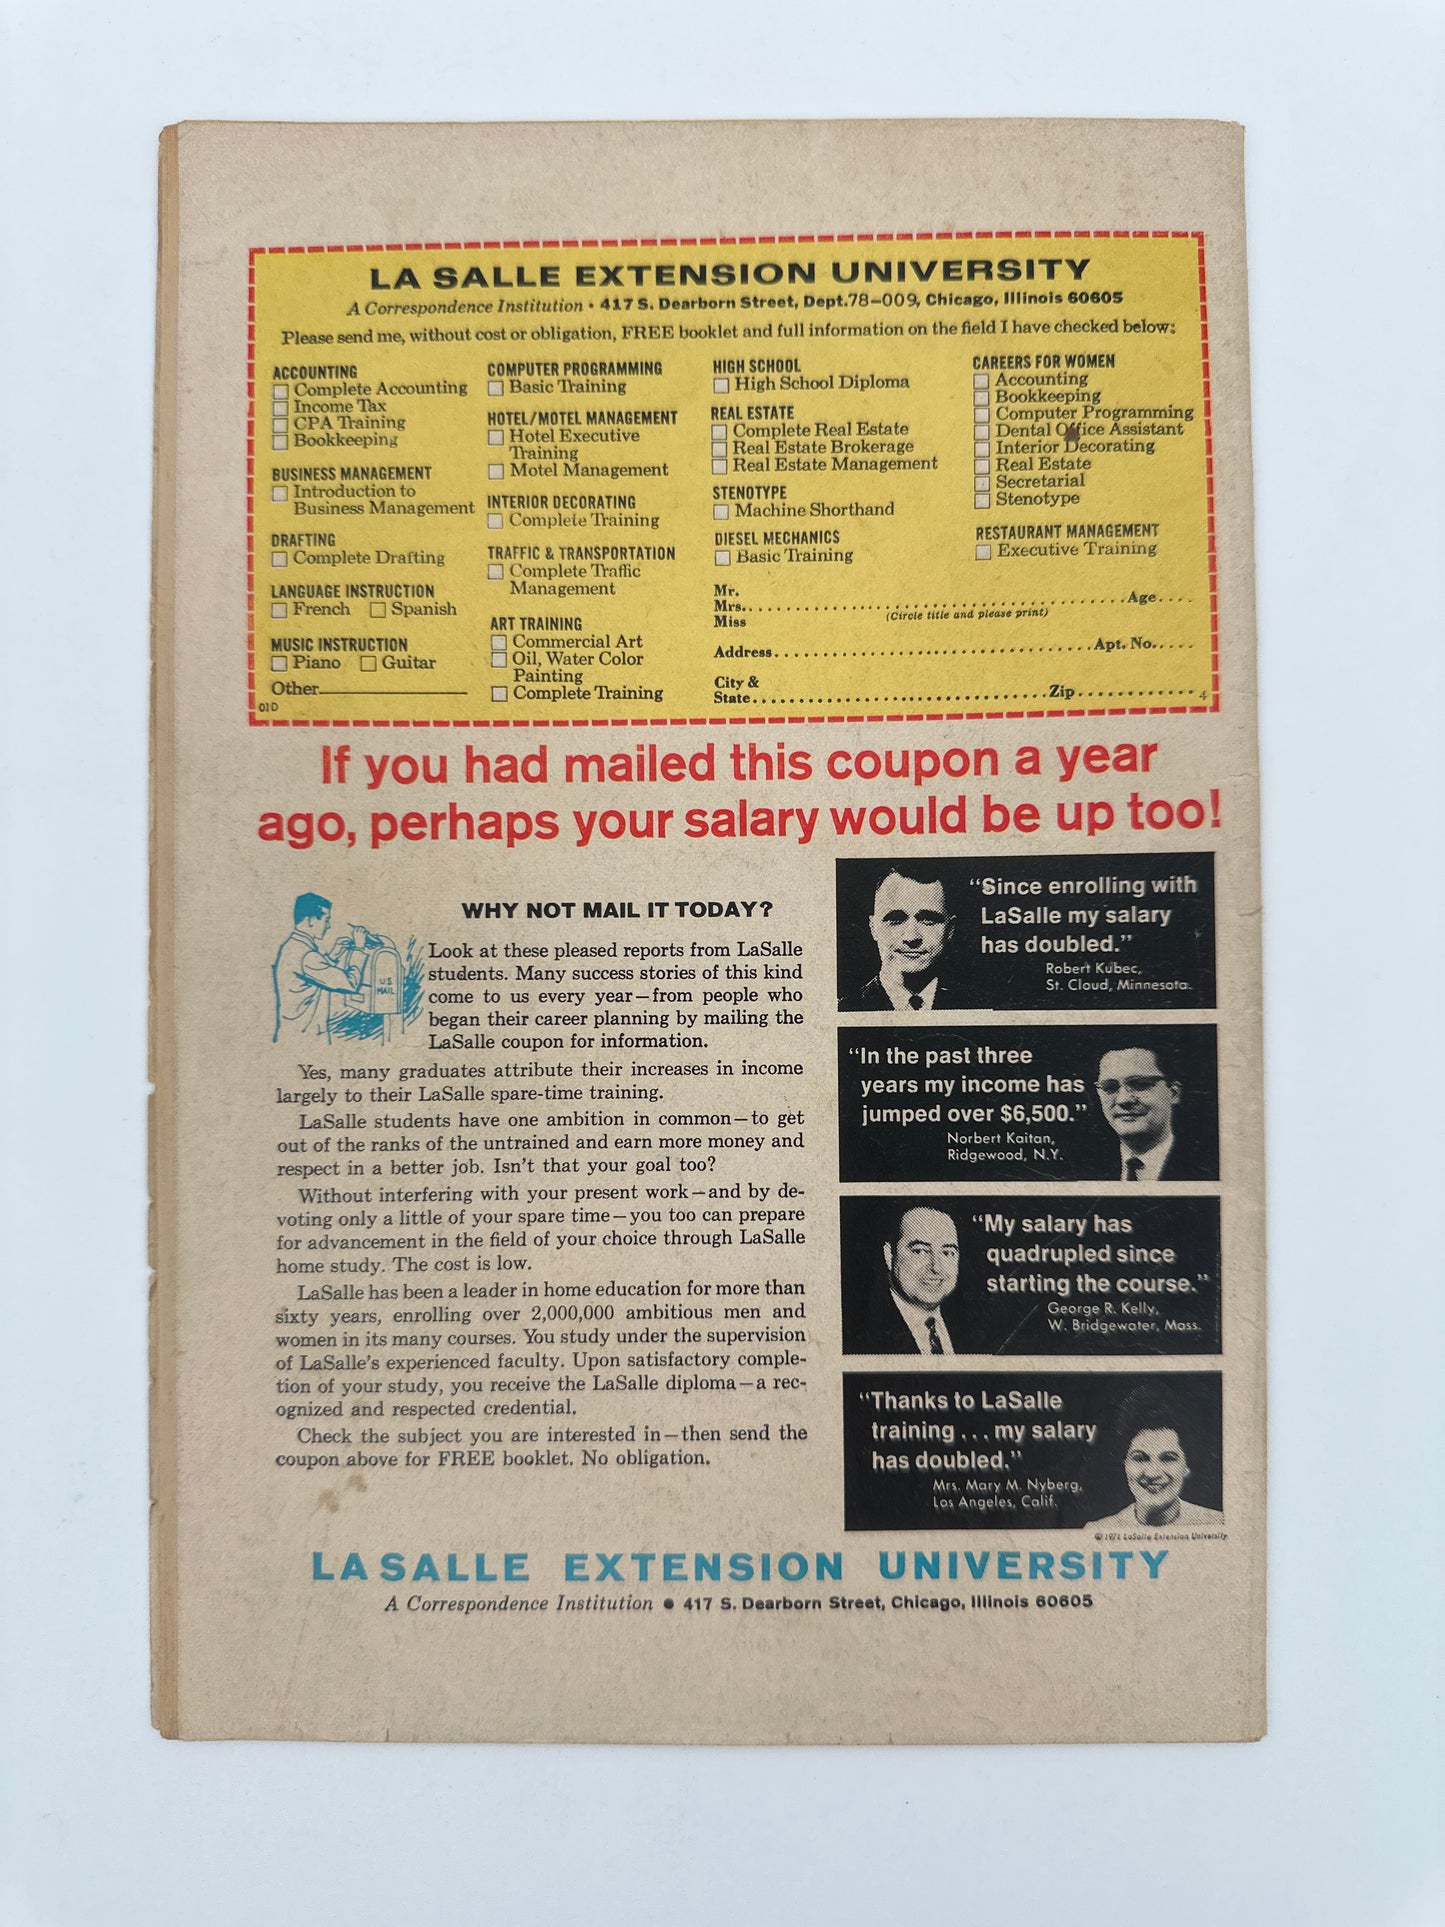 LA SALLE EXTENSION UNIVERSITY
A Correspondence Institution • 417 S. Dearborn Street, Dept.78-009, Chicago, Illinois 60605
Please send me, without cost or obligation, FREE booklet and full information on the field I have checked below:
ACCOUNTING
Complete Accounting
Income Tax
CPA Training
Bookkeeping
BUSINESS MANAGEMENT
Introduction to
Business Management
DRAFTING
Complete Drafting
LANGUAGE INSTRUCTION
French Spanish
MUSIC INSTRUCTION
Piano Guitar
Other
01D
COMPUTER PROGRAMMING
Basic Training
HOTEL/MOTEL MANAGEMENT
Hotel Executive
Training
Motel Management
INTERIOR DECORATING
Complete Training
TRAFFIC & TRANSPORTATION
Complete Traffic
Management
ART TRAINING
Commercial Art
Oil, Water Color
Painting
Complete Training
HIGH SCHOOL
High School Diploma
REAL ESTATE
Complete Real Estate
Real Estate Brokerage
Real Estate Management
STENOTYPE
Machine Shorthand
DIESEL MECHANICS
Basic Training
CAREERS FOR WOMEN
Accounting
Bookkeeping
Computer Programming
Dental Office Assistant
Interior Decorating
Real Estate
Secretarial
Stenotype
RESTAURANT MANAGEMENT
Executive Training
Mr.
Mrs. Age
(Circle title and please print)
Miss
Address Apt. No.
City &
State Zip 4
If you had mailed this coupon a year
ago, perhaps your salary would be up too!
WHY NOT MAIL IT TODAY?
U.S.
MAIL
Look at these pleased reports from LaSalle
students. Many success stories of this kind
come to us every year—from people who
began their career planning by mailing the
LaSalle coupon for information.
Yes, many graduates attribute their increases in income
largely to their LaSalle spare-time training.
LaSalle students have one ambition in common—to get
out of the ranks of the untrained and earn more money and
respect in a better job. Isn't that your goal too?
Without interfering with your present work—and by de-
voting only a little of your spare time—you too can prepare
for advancement in the field of your choice through LaSalle
home study. The cost is low.
LaSalle has been a leader in home education for more than
sixty years, enrolling over 2,000,000 ambitious men and
women in its many courses. You study under the supervision
of LaSalle's experienced faculty. Upon satisfactory comple-
tion of your study, you receive the LaSalle diploma—a rec-
ognized and respected credential.
Check the subject you are interested in—then send the
coupon above for FREE booklet. No obligation.
"Since enrolling with
LaSalle my salary
has doubled."
Robert Kubec,
St. Cloud, Minnesota.
"In the past three
years my income has
jumped over $6,500."
Norbert Kaitan,
Ridgewood, N.Y.
"My salary has
quadrupled since
starting the course."
George R. Kelly,
W. Bridgewater, Mass.
"Thanks to LaSalle
training . . . my salary
has doubled."
Mrs. Mary M. Nyberg,
Los Angeles, Calif.
© 1971 LaSalle Extension University
LA SALLE EXTENSION UNIVERSITY
A Correspondence Institution • 417 S. Dearborn Street, Chicago, Illinois 60605